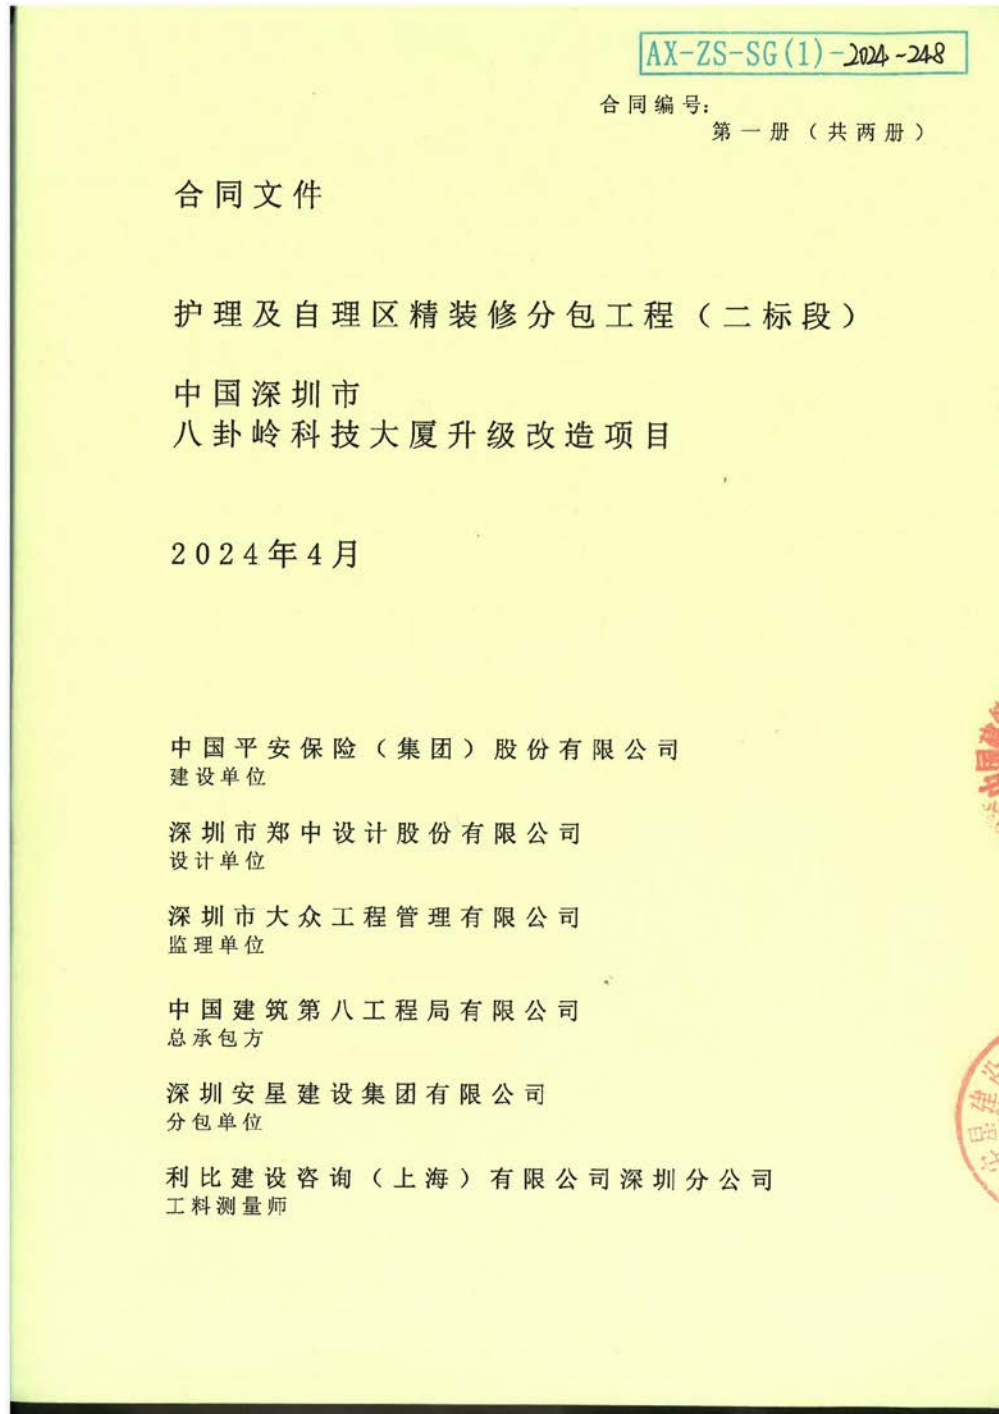 AX-ZS-SG(1)-2024-248
合同编号:
第一册（共两册）
合同文件
护理及自理区精装修分包工程（二标段）
中国深圳市
八卦岭科技大厦升级改造项目
2024年4月
中国平安保险（集团）股份有限公司
建设单位
深圳市郑中设计股份有限公司
设计单位
深圳市大众工程管理有限公司
监理单位
中国建筑第八工程局有限公司
总承包方
深圳安星建设集团有限公司
分包单位
利比建设咨询（上海）有限公司深圳分公司
工料测量师
中国建筑
安星建设